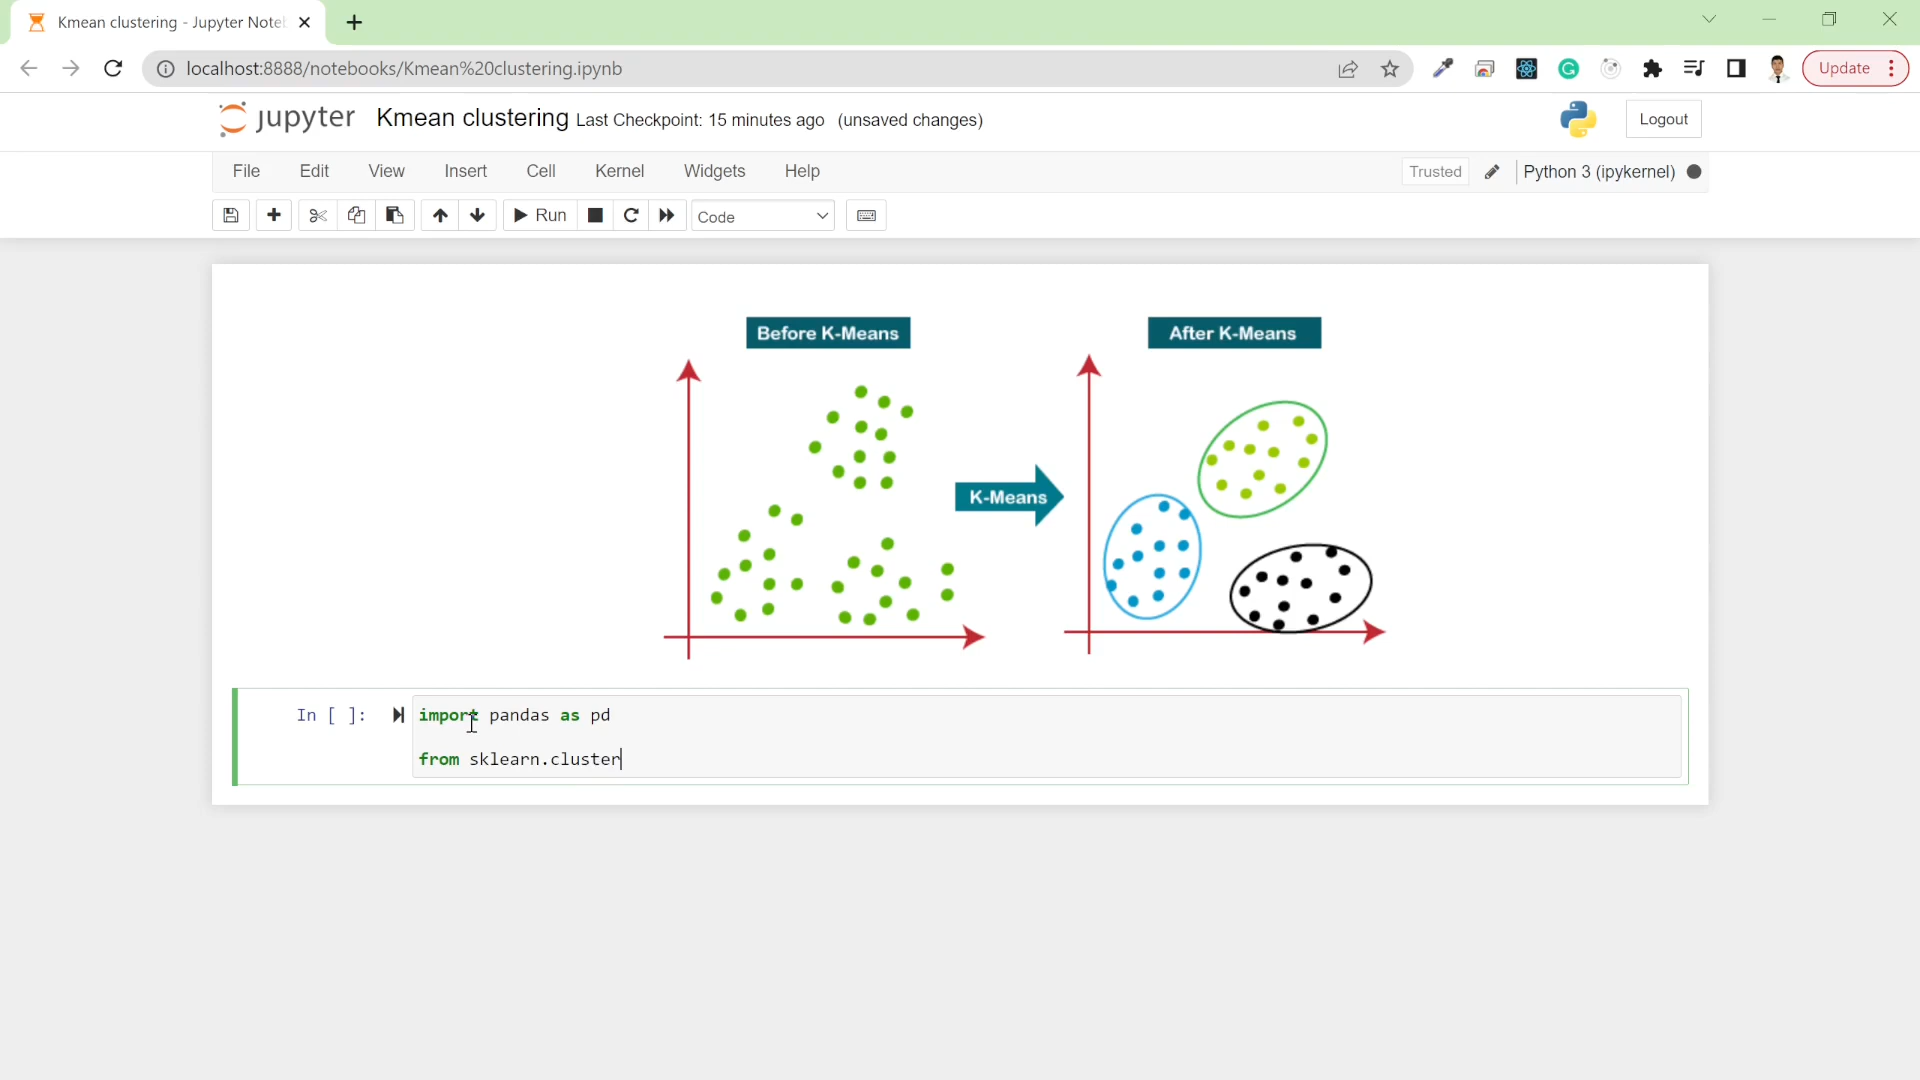 Kmean clustering - Jupyter Note
localhost:8888/notebooks/Kmean%20clustering.ipynb
Update
jupyter Kmean clustering Last Checkpoint: 15 minutes ago (unsaved changes)
Logout
File Edit View Insert Cell Kernel Widgets Help
Trusted Python 3 (ipykernel)
Run Code
Before K-Means
After K-Means
K-Means
In [ ]: import pandas as pd
from sklearn.cluster